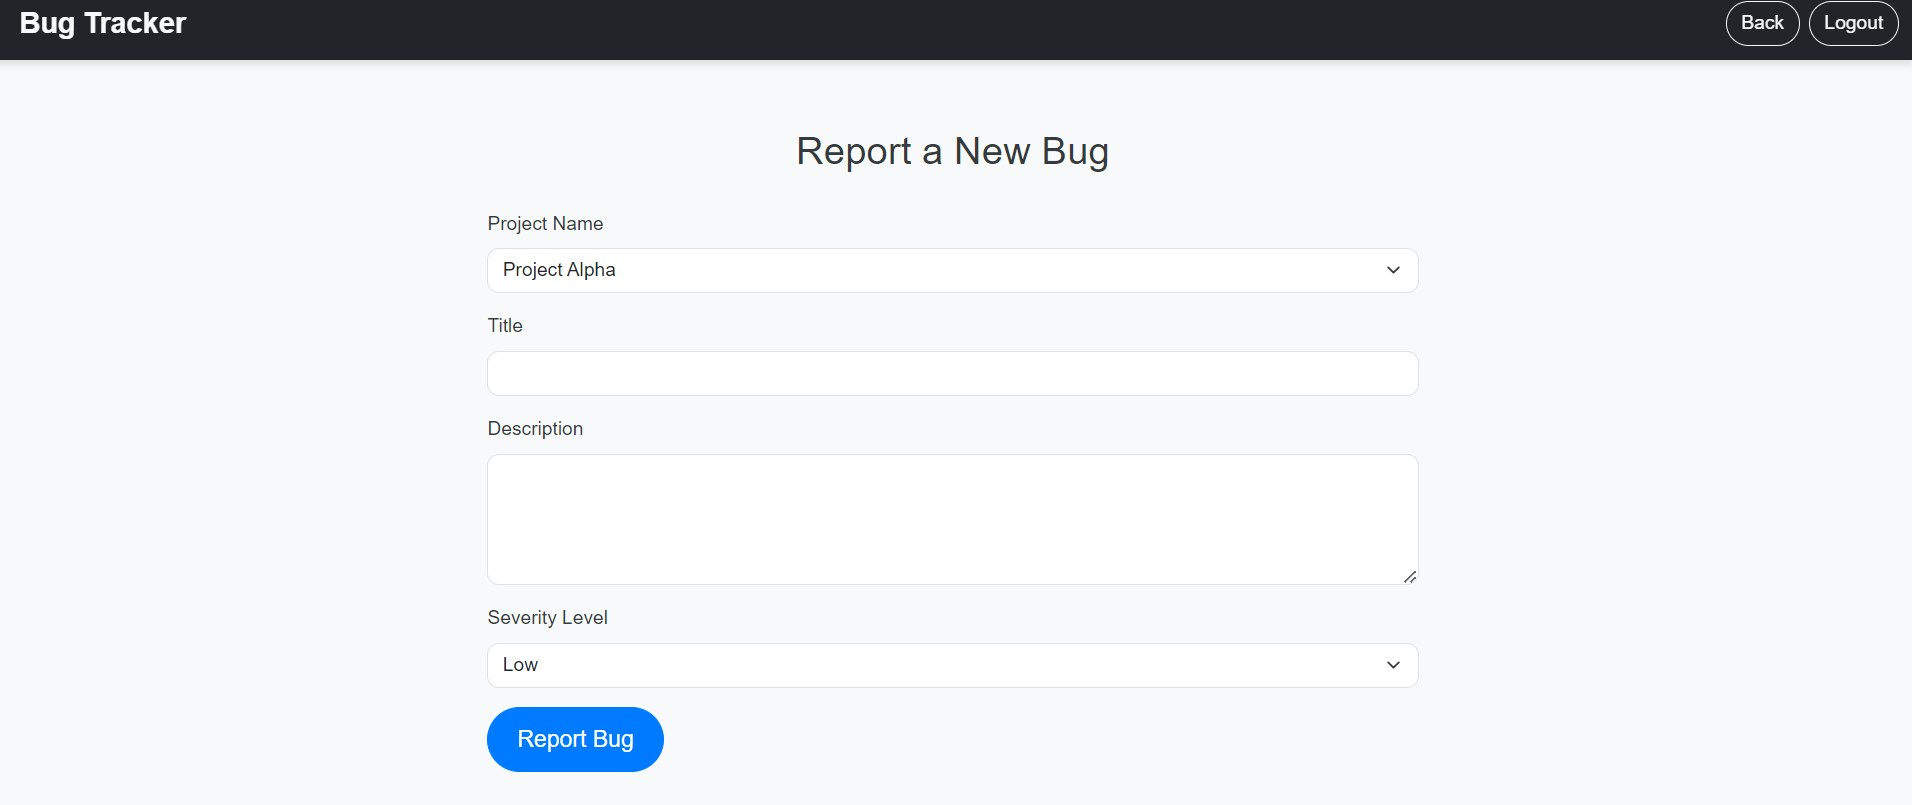 Bug Tracker
Back
Logout
Report a New Bug
Project Name
Project Alpha
Title
Description
Severity Level
Low
Report Bug